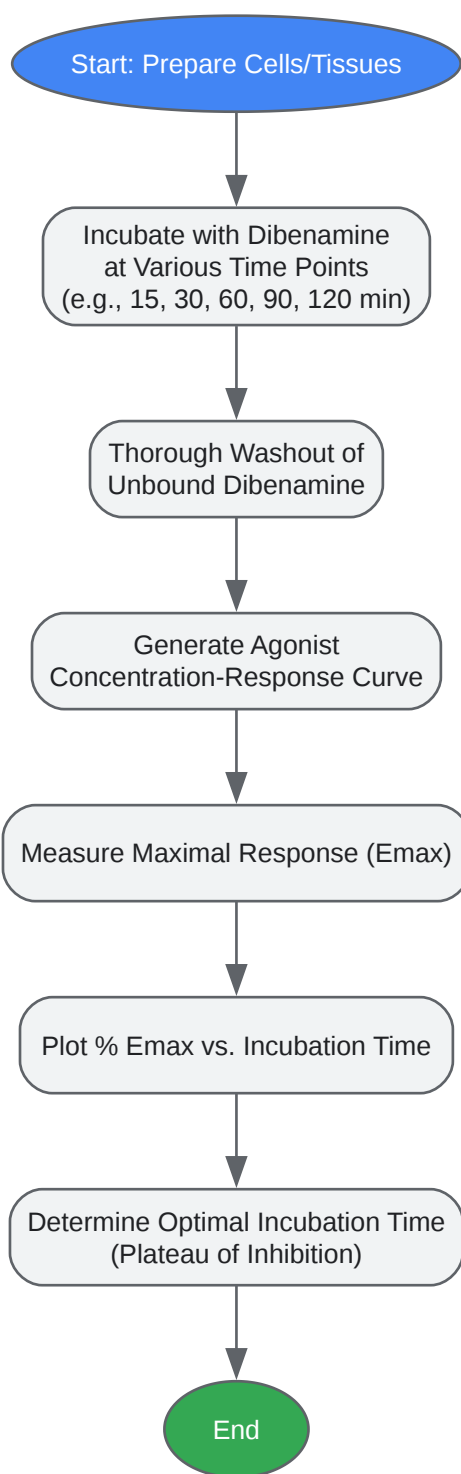 Start: Prepare Cells/Tissues
Incubate with Dibenamine
at Various Time Points
(e.g., 15, 30, 60, 90, 120 min)
Thorough Washout of
Unbound Dibenamine
Generate Agonist
Concentration-Response Curve
Measure Maximal Response (Emax)
Plot % Emax vs. Incubation Time
Determine Optimal Incubation Time
(Plateau of Inhibition)
End